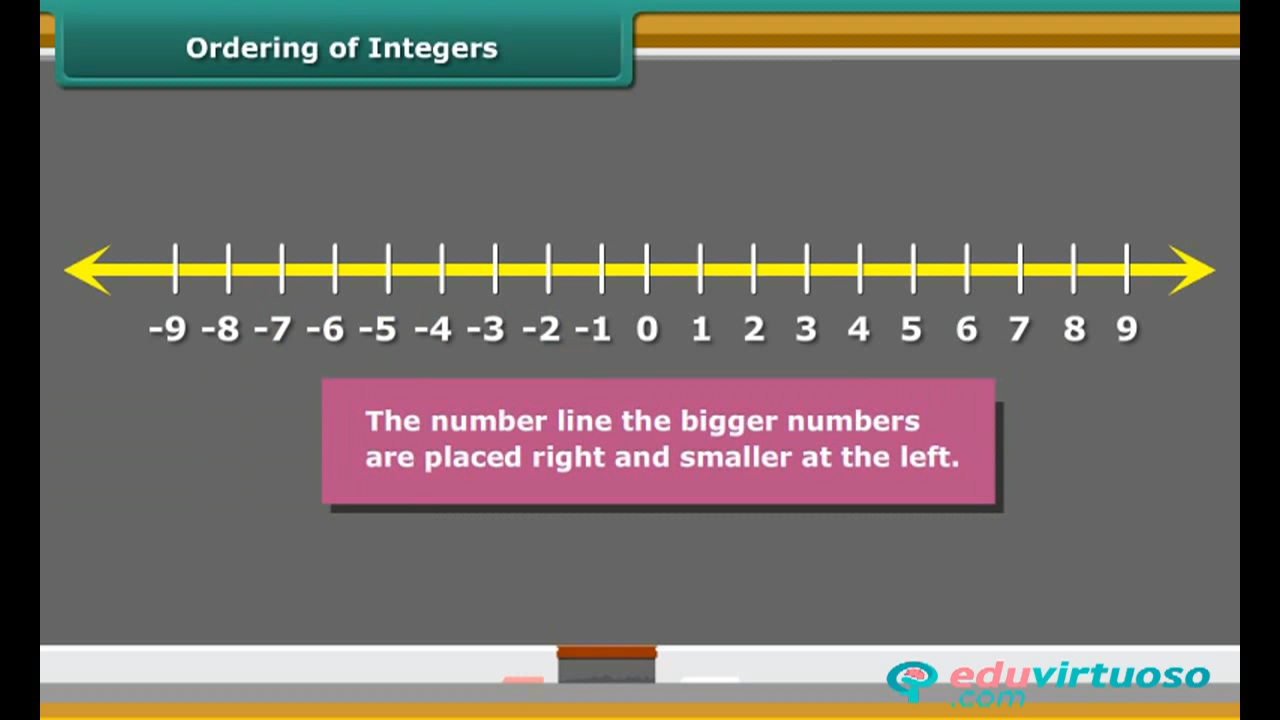 Ordering of Integers
-9 -8 -7 -6 -5 -4 -3 -2 -1 0 1 2 3 4 5 6 7 8 9
The number line the bigger numbers
are placed right and smaller at the left.
eduvirtuoso
.com